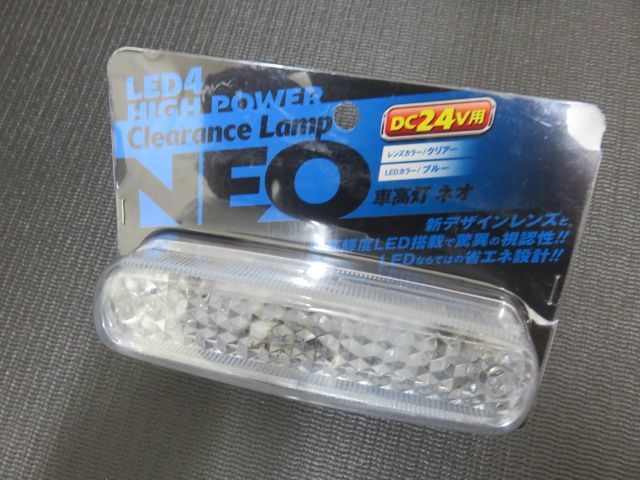 LED4
HIGH POWER
Clearance Lamp
NEO
車高灯 ネオ
DC24V用
レンズカラー/クリアー
LEDカラー/ブルー
新デザインレンズと
高輝度LED搭載で驚異の視認性!!
LEDならではの省エネ設計!!